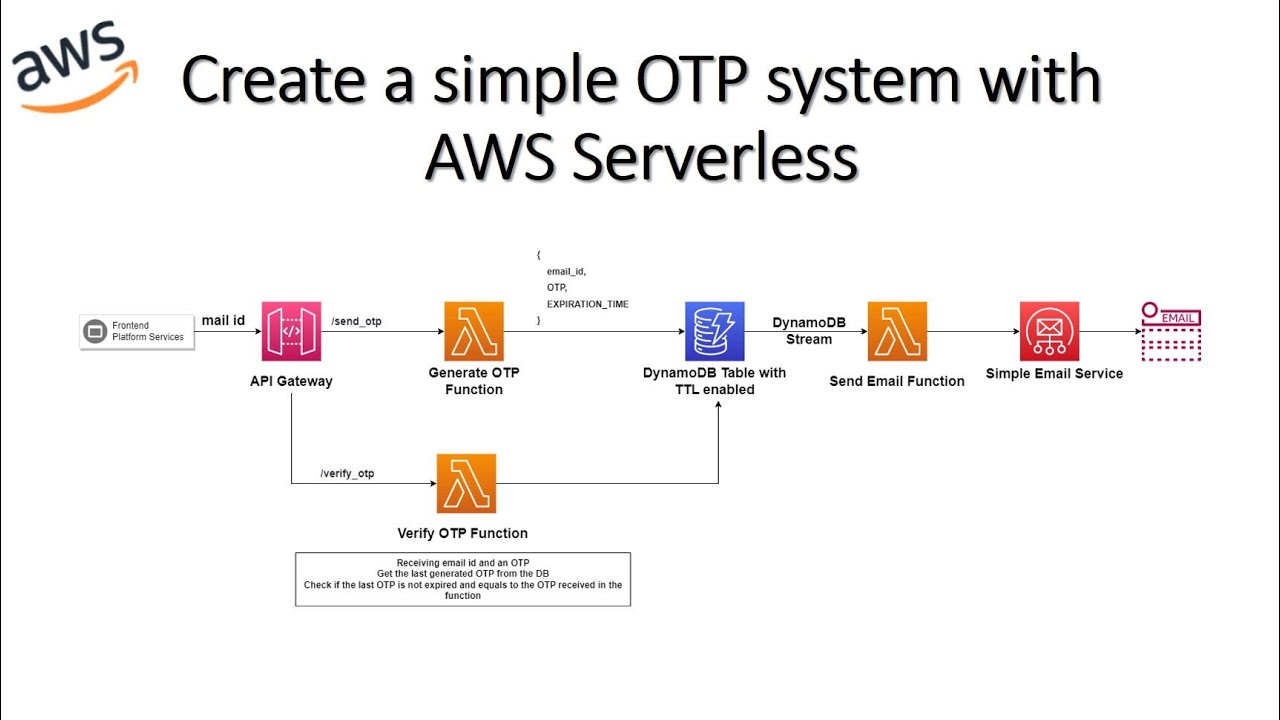 aws
Create a simple OTP system with
AWS Serverless
{
email_id,
OTP,
EXPIRATION_TIME
}
Frontend
Platform Services
mail id
/send_otp
DynamoDB
Stream
EMAIL
API Gateway
Generate OTP
Function
DynamoDB Table with
TTL enabled
Send Email Function
Simple Email Service
/verify_otp
Verify OTP Function
Receiving email id and an OTP
Get the last generated OTP from the DB
Check if the last OTP is not expired and equals to the OTP received in the
function